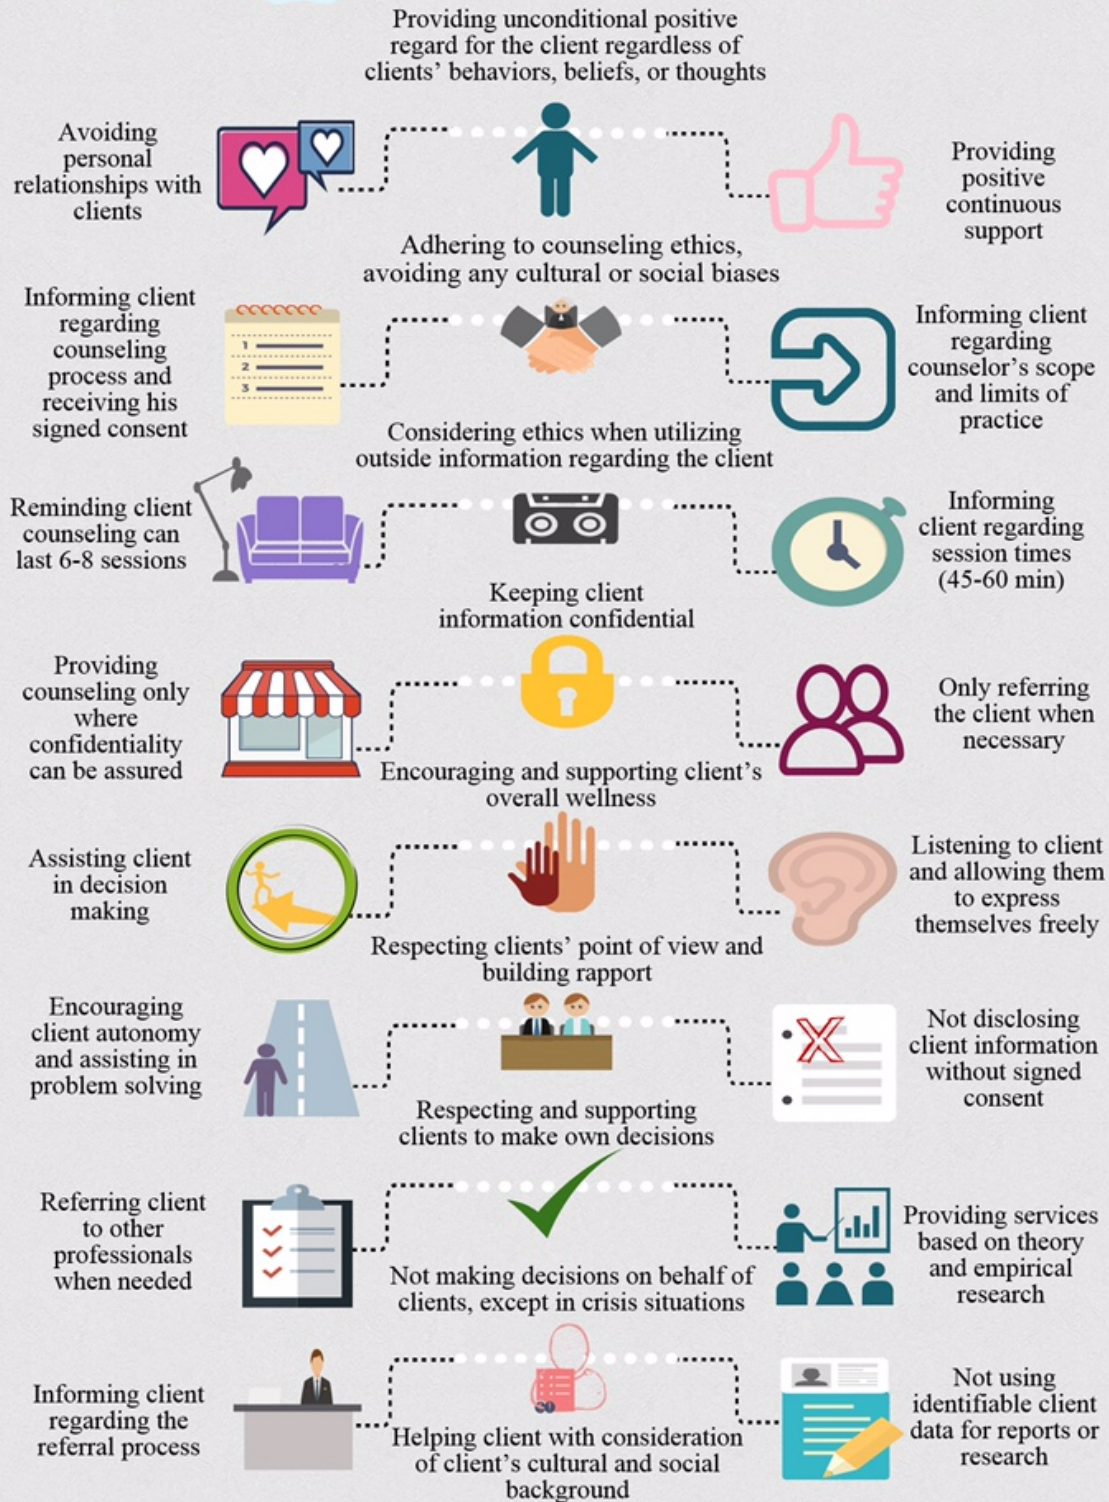 Providing unconditional positive
regard for the client regardless of
clients' behaviors, beliefs, or thoughts
Avoiding
personal
relationships with
clients
Providing
positive
continuous
support
Adhering to counseling ethics,
avoiding any cultural or social biases
Informing client
regarding
counseling
process and
receiving his
signed consent
1
2
3
Informing client
regarding
counselor's scope
and limits of
practice
Considering ethics when utilizing
outside information regarding the client
Reminding client
counseling can
last 6-8 sessions
Informing
client regarding
session times
(45-60 min)
Keeping client
information confidential
Providing
counseling only
where
confidentiality
can be assured
Only referring
the client when
necessary
Encouraging and supporting client's
overall wellness
Assisting client
in decision
making
Listening to client
and allowing them
to express
themselves freely
Respecting clients' point of view and
building rapport
Encouraging
client autonomy
and assisting in
problem solving
Not disclosing
client information
without signed
consent
Respecting and supporting
clients to make own decisions
Referring client
to other
professionals
when needed
Providing services
based on theory
and empirical
research
Not making decisions on behalf of
clients, except in crisis situations
Informing client
regarding the
referral process
Not using
identifiable client
data for reports or
research
Helping client with consideration
of client's cultural and social
background